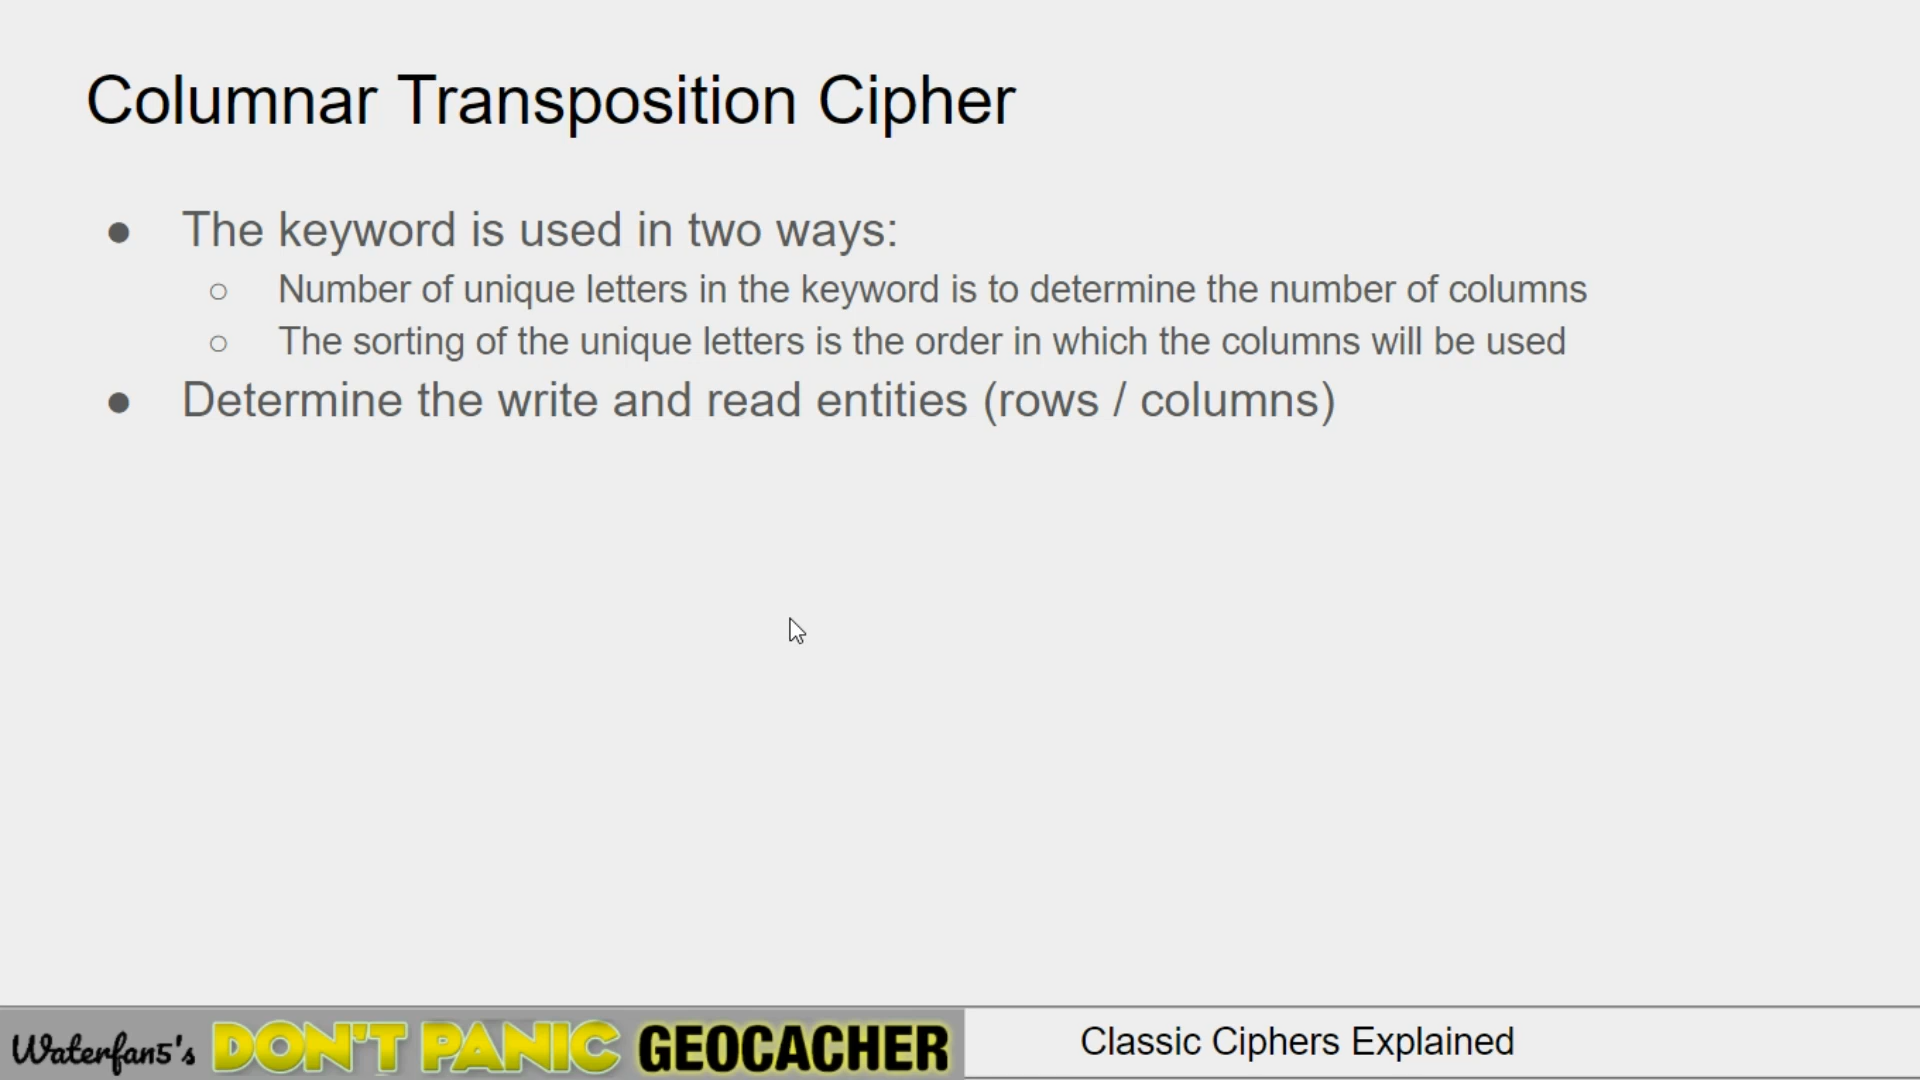 Columnar Transposition Cipher
● The keyword is used in two ways:
○ Number of unique letters in the keyword is to determine the number of columns
○ The sorting of the unique letters is the order in which the columns will be used
● Determine the write and read entities (rows / columns)
Waterfan5's DON'T PANIC GEOCACHER
Classic Ciphers Explained